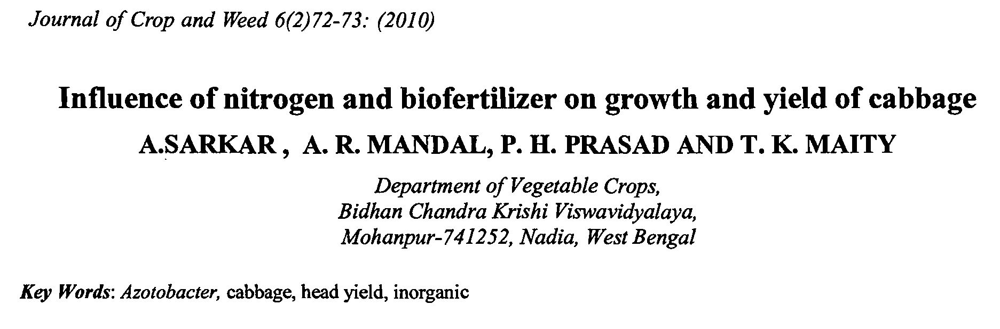 Journal of Crop and Weed 6(2)72-73: (2010)
Influence of nitrogen and biofertilizer on growth and yield of cabbage
A.SARKAR , A. R. MANDAL, P. H. PRASAD AND T. K. MAITY
Department of Vegetable Crops,
Bidhan Chandra Krishi Viswavidyalaya,
Mohanpur-741252, Nadia, West Bengal
Key Words: Azotobacter, cabbage, head yield, inorganic